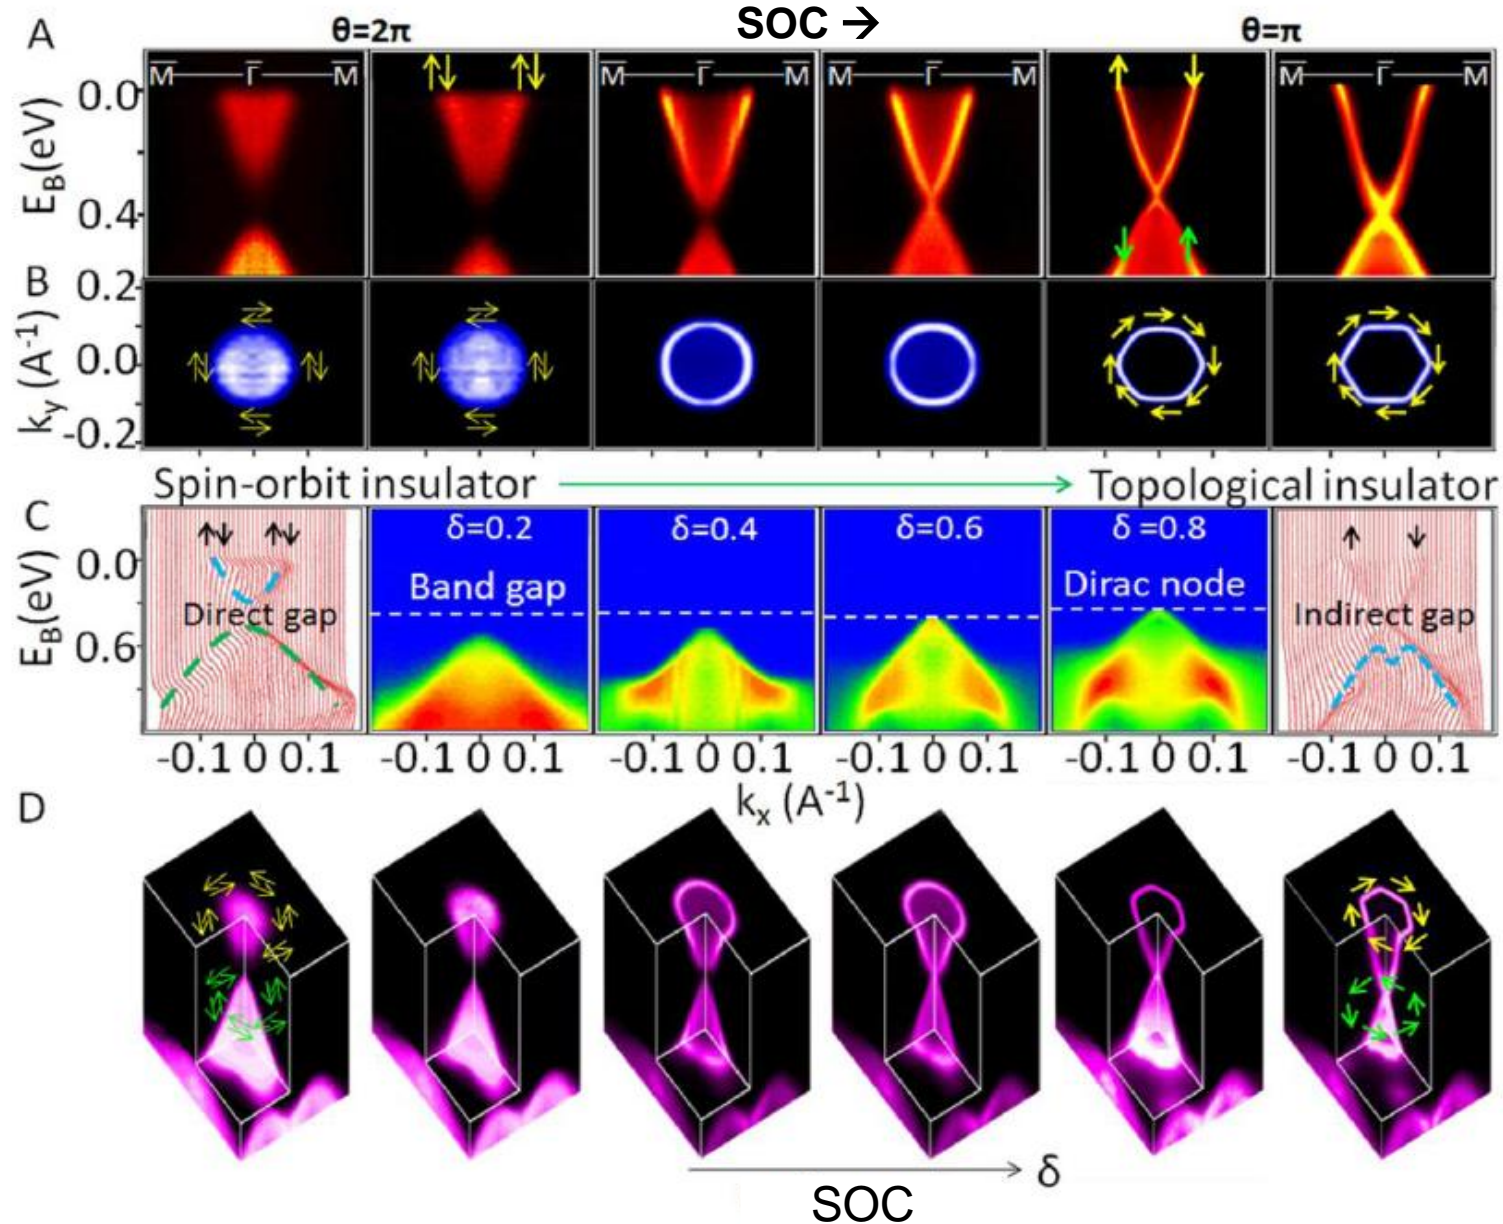 A
θ=2π
SOC →
θ=π
M̅ Γ̅ M̅
M̅ Γ̅ M̅
M̅ Γ̅ M̅
M̅ Γ̅ M̅
E_B(eV)
0.0
0.4
B
k_y (A⁻¹)
0.2
0.0
-0.2
Spin-orbit insulator
Topological insulator
C
E_B(eV)
0.0
0.6
Direct gap
δ=0.2
Band gap
δ=0.4
δ=0.6
δ =0.8
Dirac node
Indirect gap
-0.1 0 0.1
-0.1 0 0.1
-0.1 0 0.1
-0.1 0 0.1
-0.1 0 0.1
-0.1 0 0.1
k_x (A⁻¹)
D
δ
SOC